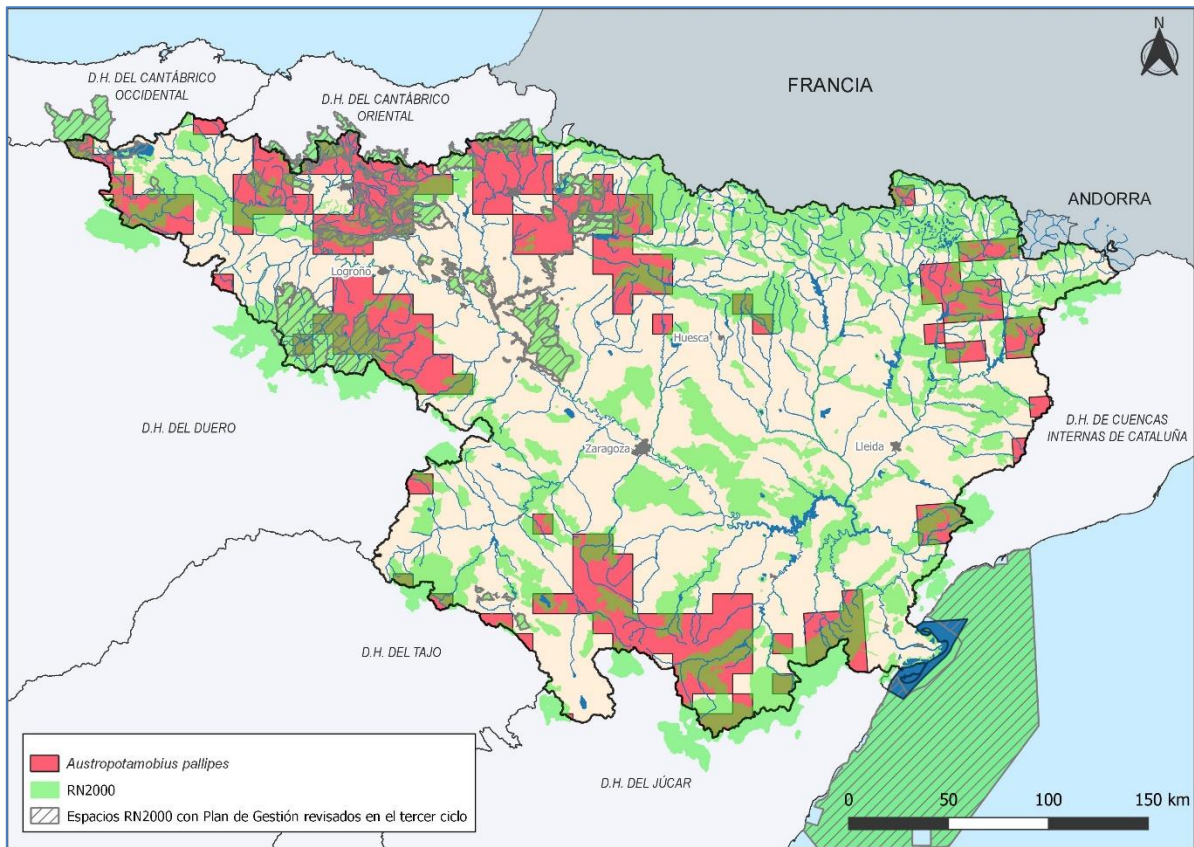 D.H. DEL CANTÁBRICO
OCCIDENTAL
D.H. DEL CANTÁBRICO
ORIENTAL
FRANCIA
N
ANDORRA
Logroño
Huesca
D.H. DEL DUERO
Zaragoza
Lleida
D.H. DE CUENCAS
INTERNAS DE CATALUÑA
D.H. DEL TAJO
D.H. DEL JÚCAR
Austropotamobius pallipes
RN2000
Espacios RN2000 con Plan de Gestión revisados en el tercer ciclo
0 50 100 150 km